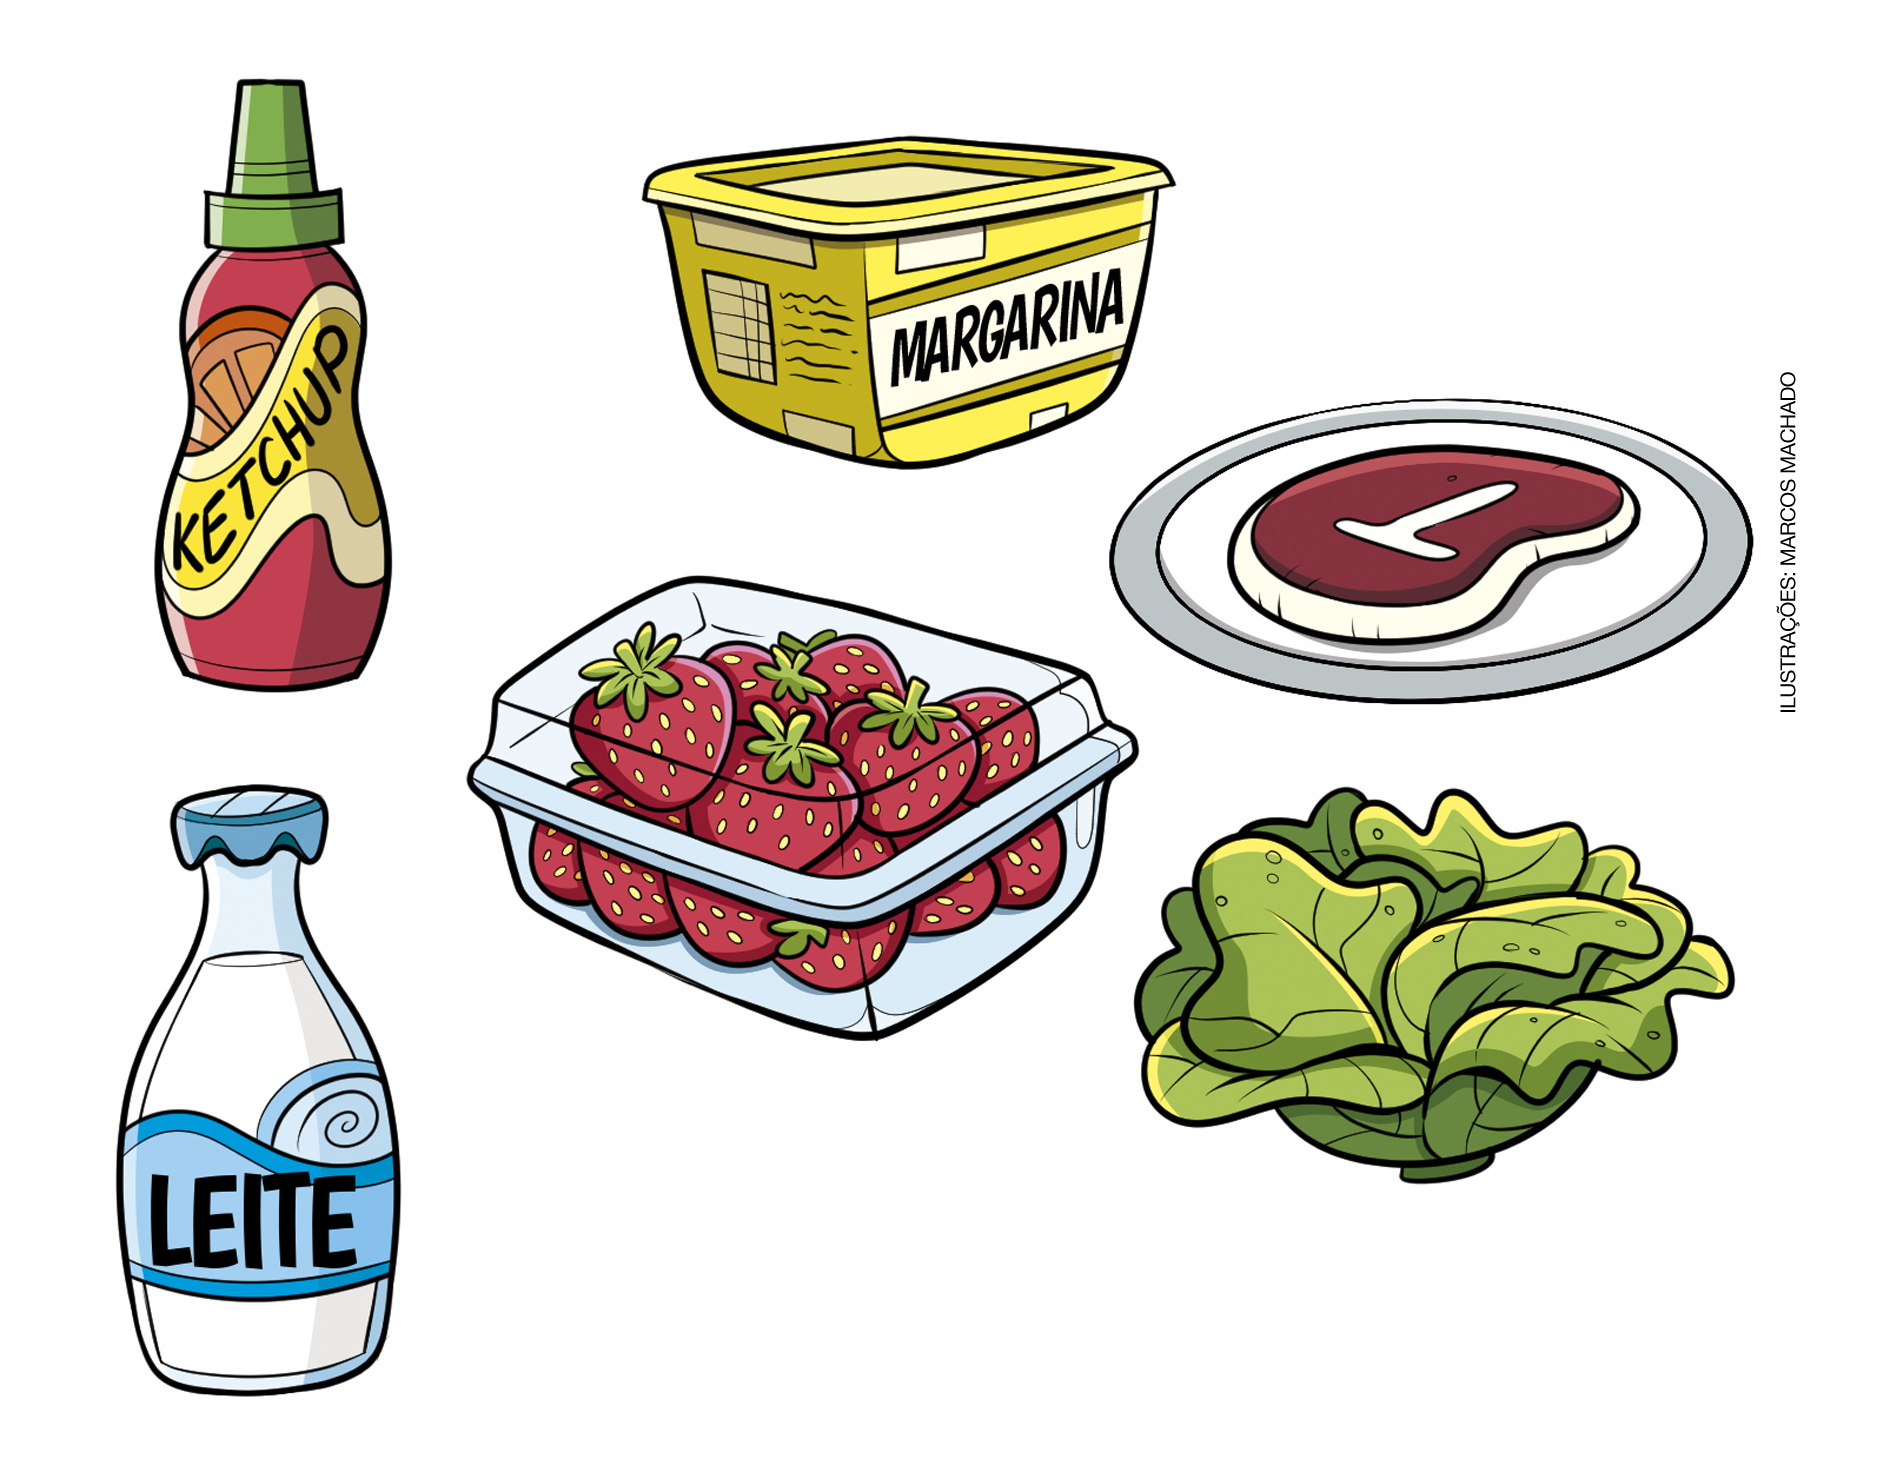 KETCHUP
MARGARINA
ILUSTRAÇÕES: MARCOS MACHADO
LEITE